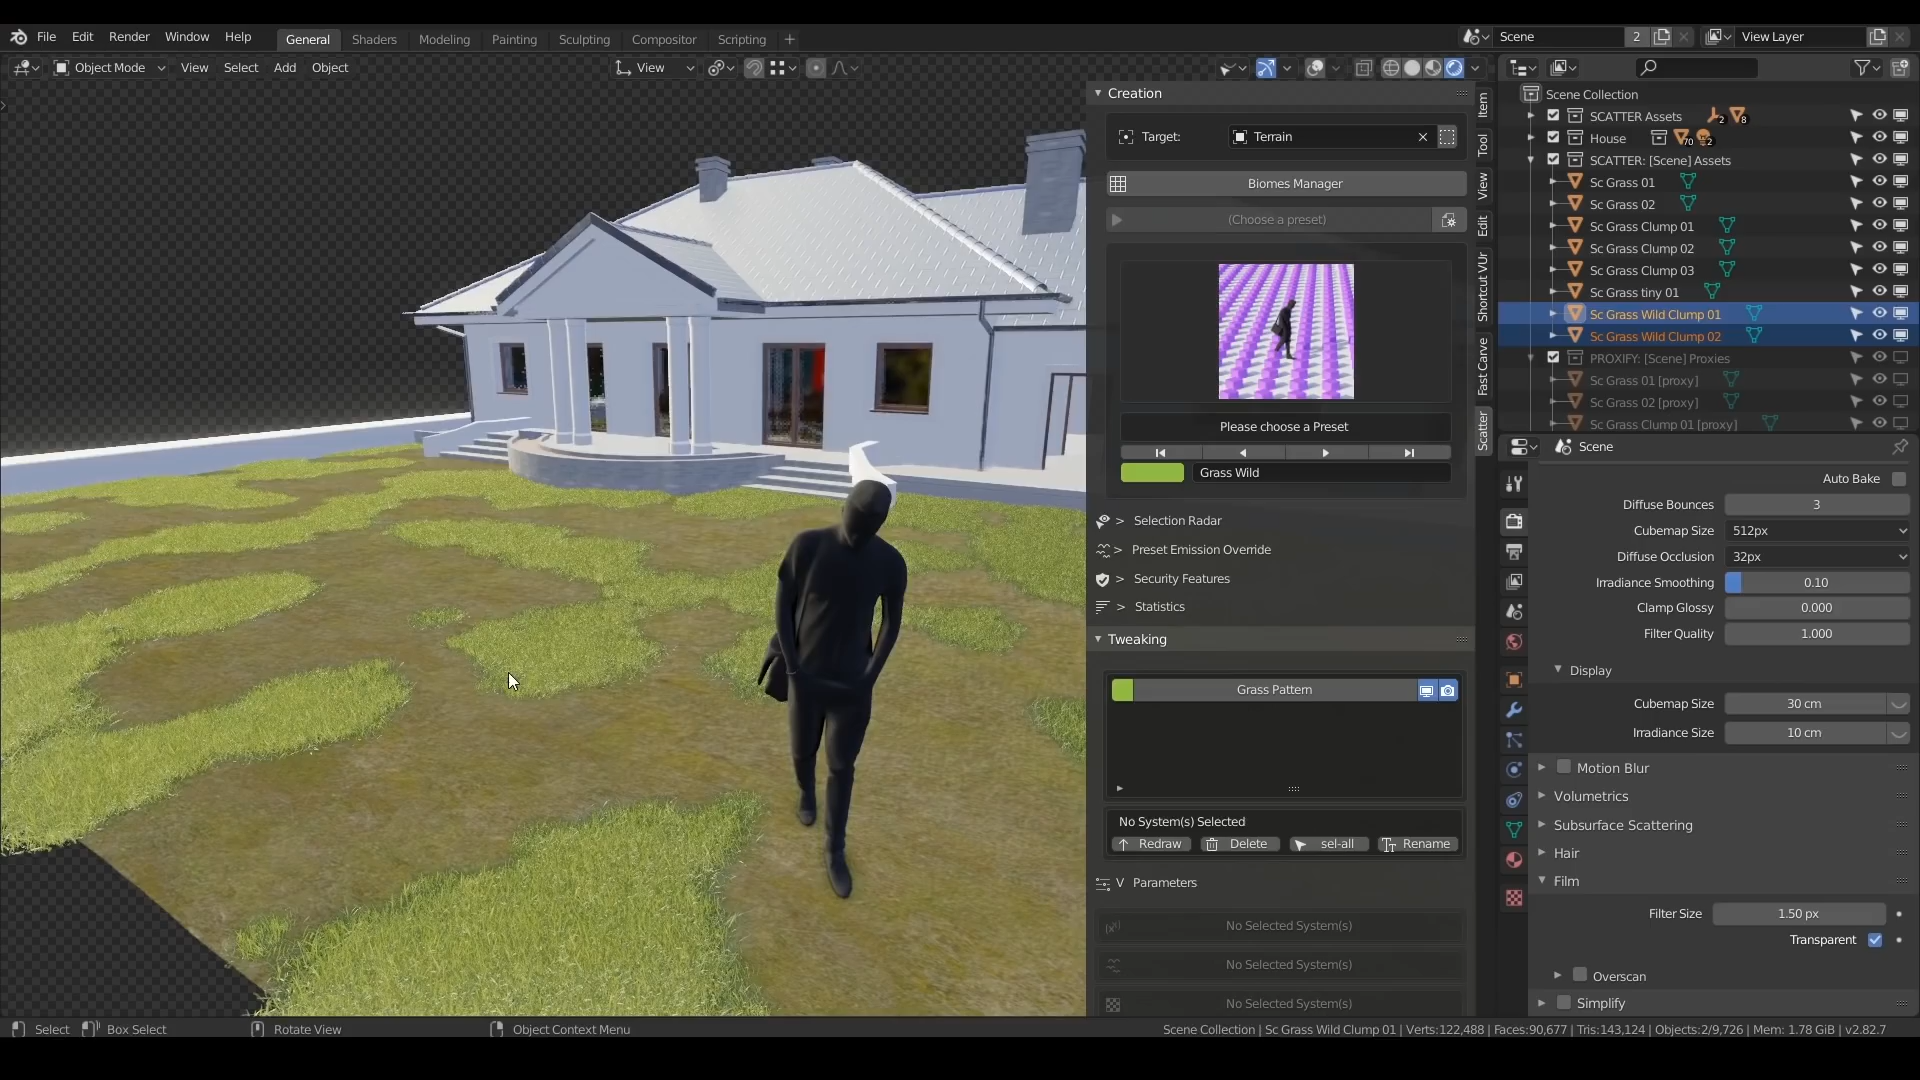 File Edit Render Window Help General Shaders Modeling Painting Sculpting Compositor Scripting + Scene 2 View Layer
Object Mode View Select Add Object View
Creation
Target: Terrain
Biomes Manager
(Choose a preset)
Please choose a Preset
Grass Wild
> Selection Radar
> Preset Emission Override
> Security Features
> Statistics
Tweaking
Grass Pattern
No System(s) Selected
Redraw Delete sel-all Rename
V Parameters
No Selected System(s)
No Selected System(s)
No Selected System(s)
Item
Tool
View
Edit
Shortcut VUr
Fast Carve
Scatter
Scene Collection
SCATTER Assets 2 8
House 70 2
SCATTER: [Scene] Assets
Sc Grass 01
Sc Grass 02
Sc Grass Clump 01
Sc Grass Clump 02
Sc Grass Clump 03
Sc Grass tiny 01
Sc Grass Wild Clump 01
Sc Grass Wild Clump 02
PROXIFY: [Scene] Proxies
Sc Grass 01 [proxy]
Sc Grass 02 [proxy]
Sc Grass Clump 01 [proxy]
Scene
Auto Bake
Diffuse Bounces 3
Cubemap Size 512px
Diffuse Occlusion 32px
Irradiance Smoothing 0.10
Clamp Glossy 0.000
Filter Quality 1.000
Display
Cubemap Size 30 cm
Irradiance Size 10 cm
Motion Blur
Volumetrics
Subsurface Scattering
Hair
Film
Filter Size 1.50 px
Transparent
Overscan
Simplify
Select Box Select Rotate View Object Context Menu Scene Collection | Sc Grass Wild Clump 01 | Verts:122,488 | Faces:90,677 | Tris:143,124 | Objects:2/9,726 | Mem: 1.78 GiB | v2.82.7